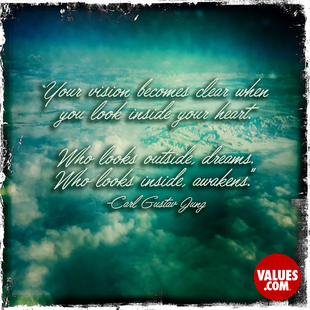 "Your vision becomes clear when
you look inside your heart.
Who looks outside, dreams.
Who looks inside, awakens."
-Carl Gustav Jung
VALUES
.COM